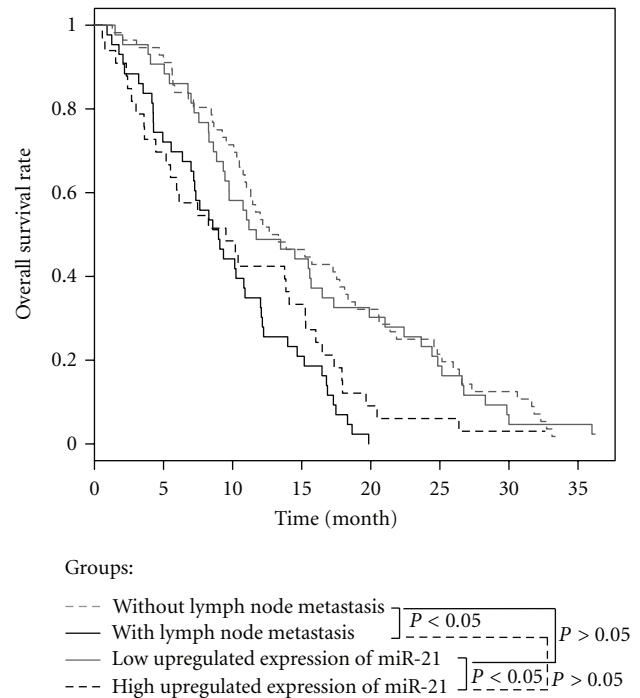 1
0.8
0.6
0.4
0.2
0
Overall survival rate
0 5 10 15 20 25 30 35
Time (month)
Groups:
Without lymph node metastasis
With lymph node metastasis
Low upregulated expression of miR-21
High upregulated expression of miR-21
P < 0.05
P > 0.05
P < 0.05
P > 0.05